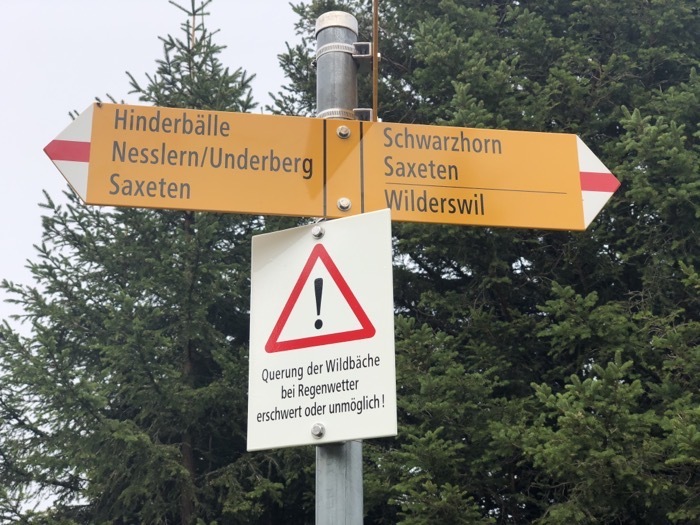 Hinderbälle
Nesslern/Underberg
Saxeten
Schwarzhorn
Saxeten
Wilderswil
!
Querung der Wildbäche
bei Regenwetter
erschwert oder unmöglich!